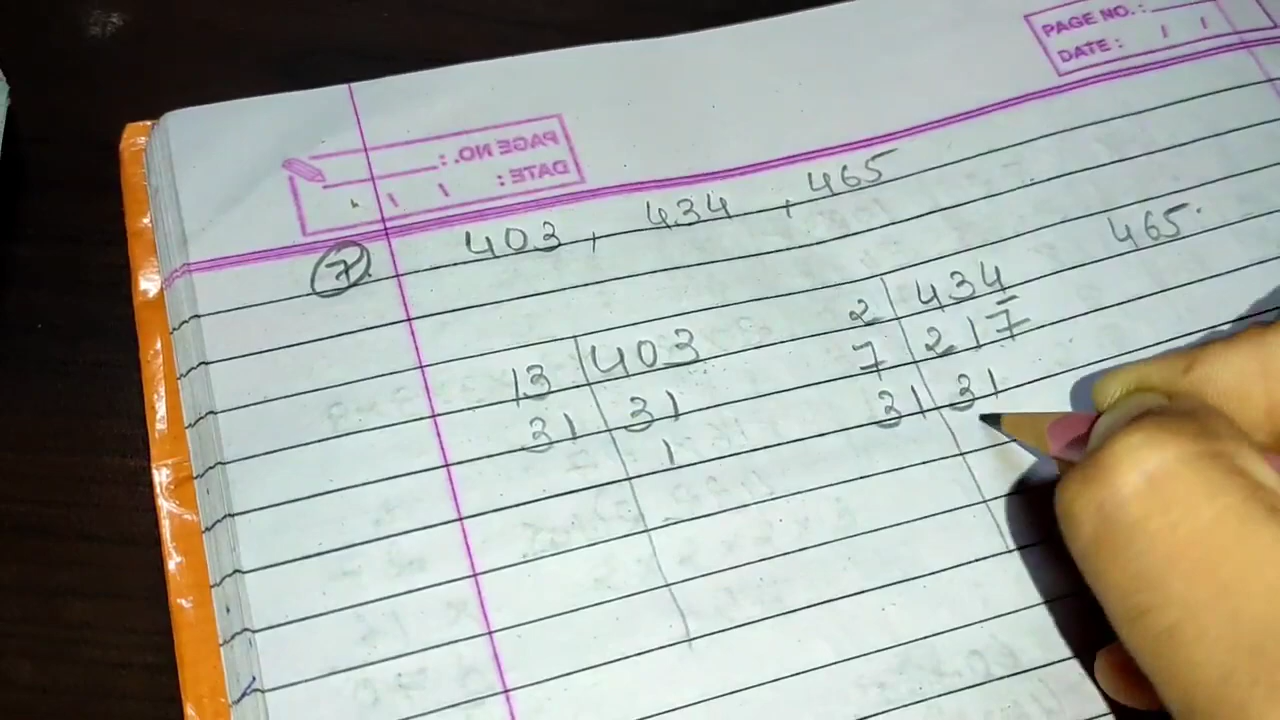 PAGE NO. :
DATE :
PAGE NO. :
DATE :
7. 403, 434, 465
13 403
31 31
1
2 434
7 217
31 31
465.